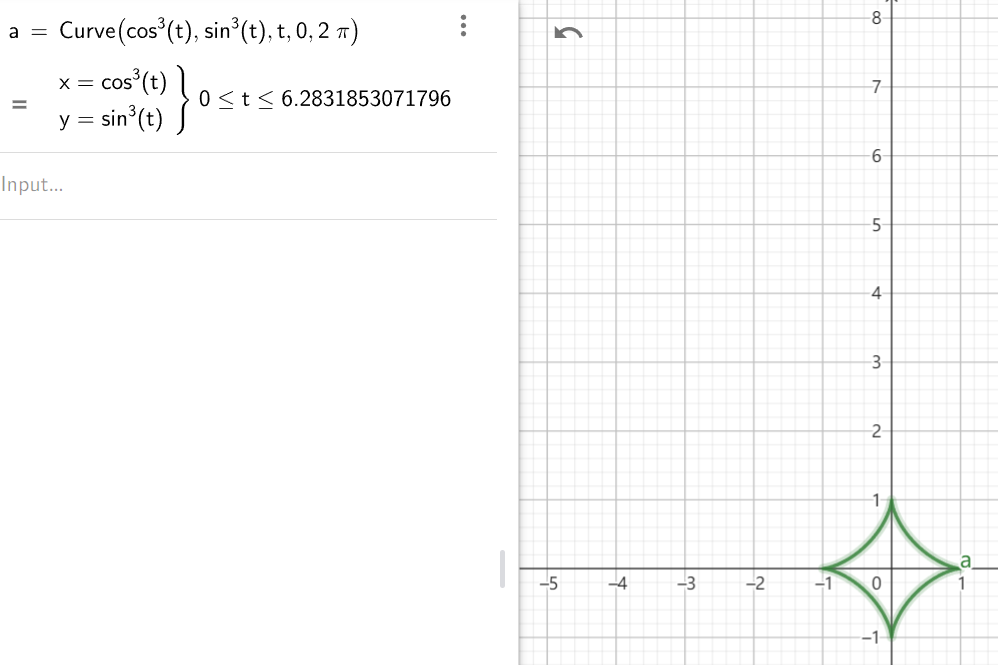 a = Curve(cos³(t), sin³(t), t, 0, 2 π)
= x = cos³(t) } 0 ≤ t ≤ 6.2831853071796
y = sin³(t)
Input...
8
7
6
5
4
3
2
1
a
−5 −4 −3 −2 −1 0 1
−1